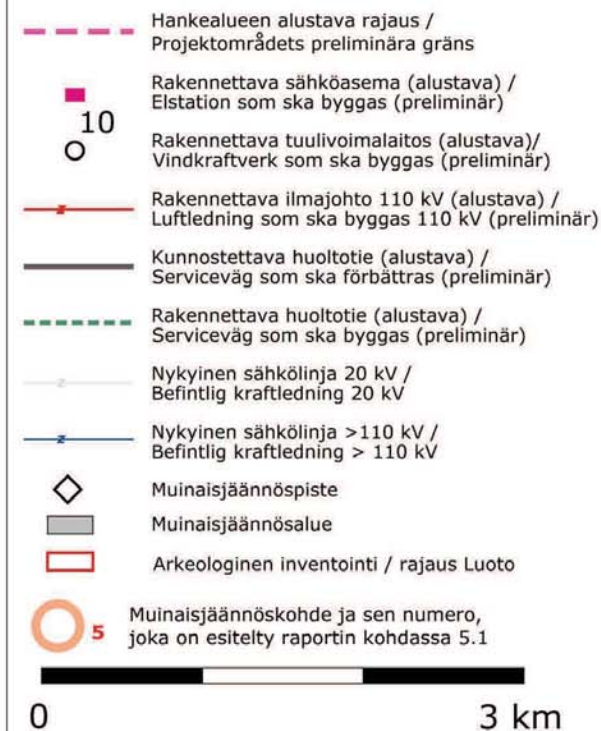 Hankealueen alustava rajaus /
Projektområdets preliminära gräns
Rakennettava sähköasema (alustava) /
Elstation som ska byggas (preliminär)
10
Rakennettava tuulivoimalaitos (alustava)/
Vindkraftverk som ska byggas (preliminär)
Rakennettava ilmajohto 110 kV (alustava) /
Luftledning som ska byggas 110 kV (preliminär)
Kunnostettava huoltotie (alustava) /
Serviceväg som ska förbättras (preliminär)
Rakennettava huoltotie (alustava) /
Serviceväg som ska byggas (preliminär)
Nykyinen sähkölinja 20 kV /
Befintlig kraftledning 20 kV
Nykyinen sähkölinja >110 kV /
Befintlig kraftledning > 110 kV
Muinaisjäännöspiste
Muinaisjäännösalue
Arkeologinen inventointi / rajaus Luoto
5 Muinaisjäännöskohde ja sen numero,
joka on esitelty raportin kohdassa 5.1
0 3 km